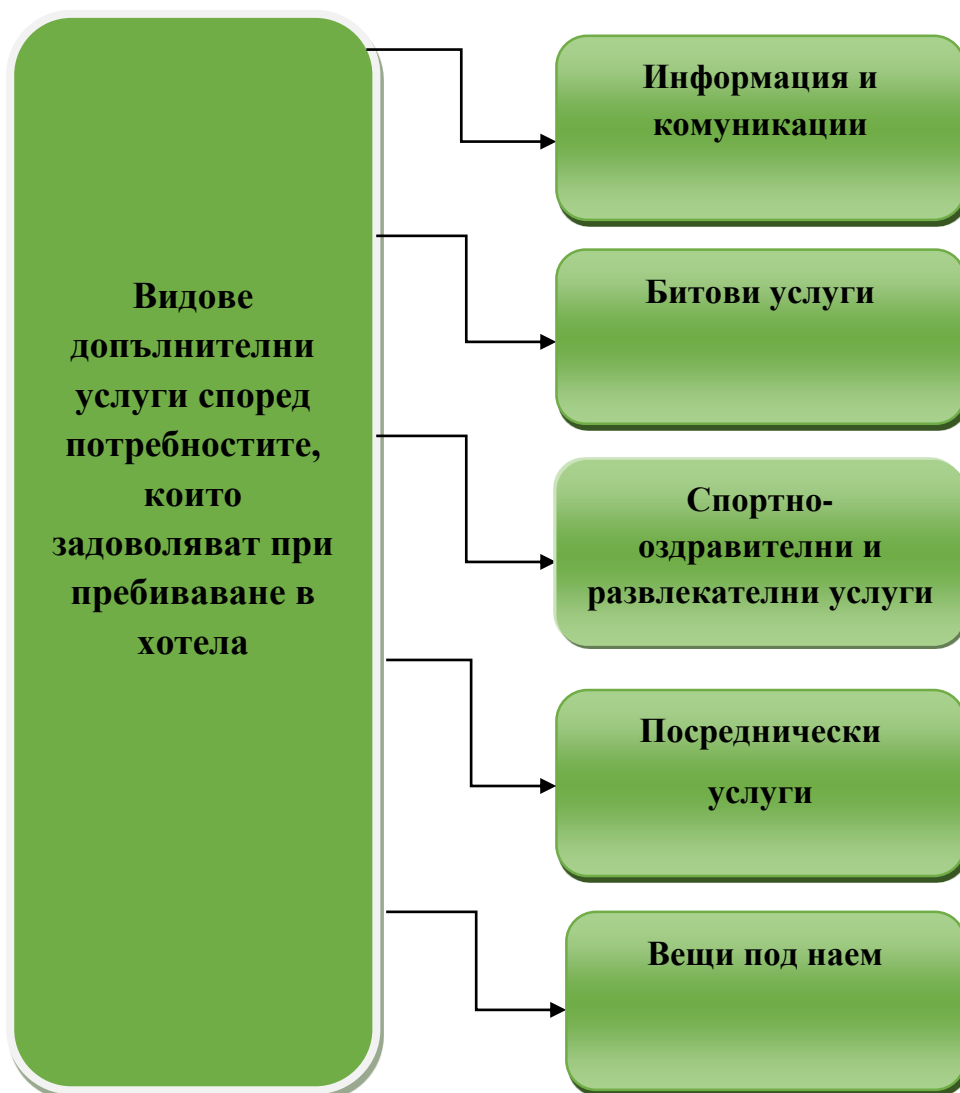 Видове
допълнителни
услуги според
потребностите,
които
задоволяват при
пребиваване в
хотела
Информация и
комуникации
Битови услуги
Спортно-
оздравителни и
развлекателни услуги
Посреднически
услуги
Вещи под наем